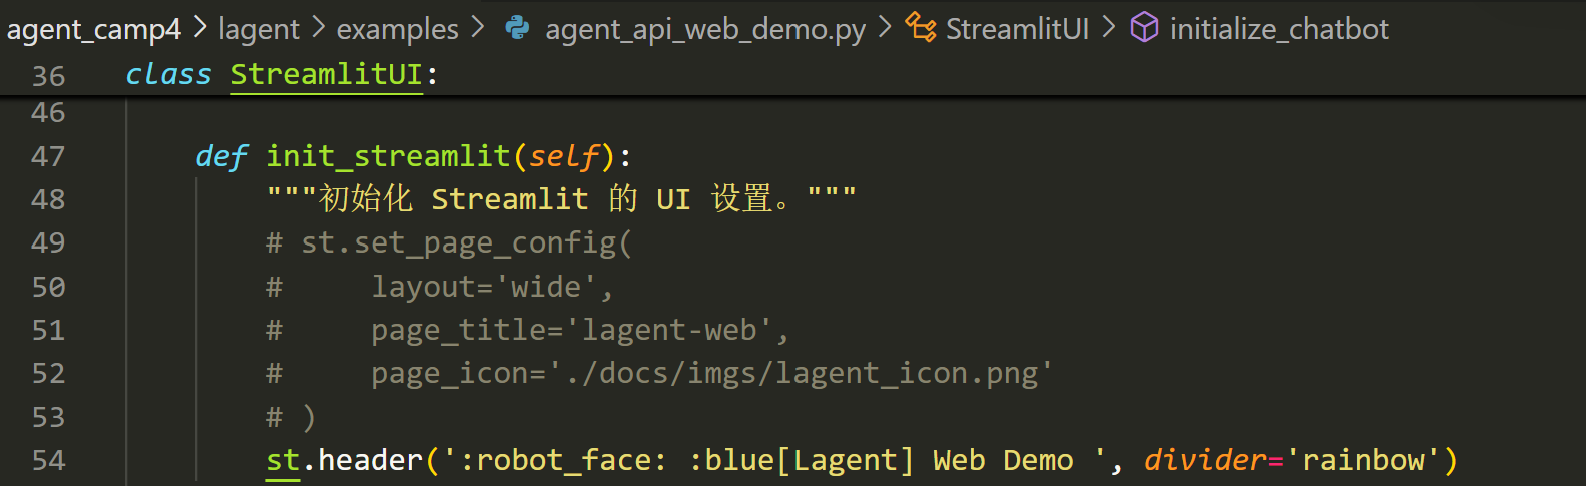 agent_camp4 > lagent > examples > agent_api_web_demo.py > StreamlitUI > initialize_chatbot
36 class StreamlitUI:
46
47 def init_streamlit(self):
48 """初始化 Streamlit 的 UI 设置。"""
49 # st.set_page_config(
50 #     layout='wide',
51 #     page_title='lagent-web',
52 #     page_icon='./docs/imgs/lagent_icon.png'
53 # )
54 st.header(':robot_face: :blue[Lagent] Web Demo ', divider='rainbow')